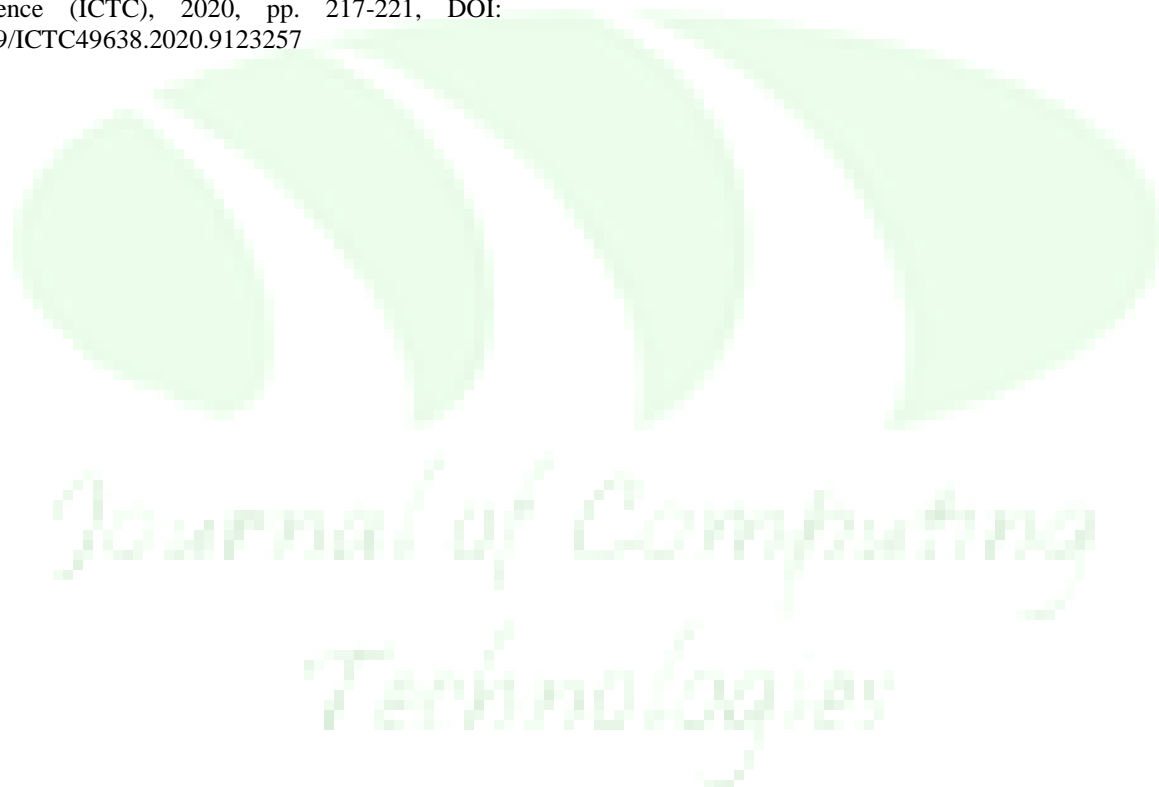 ence (ICTC), 2020, pp. 217-221, DOI:
9/ICTC49638.2020.9123257
Journal of Computing
Technologies